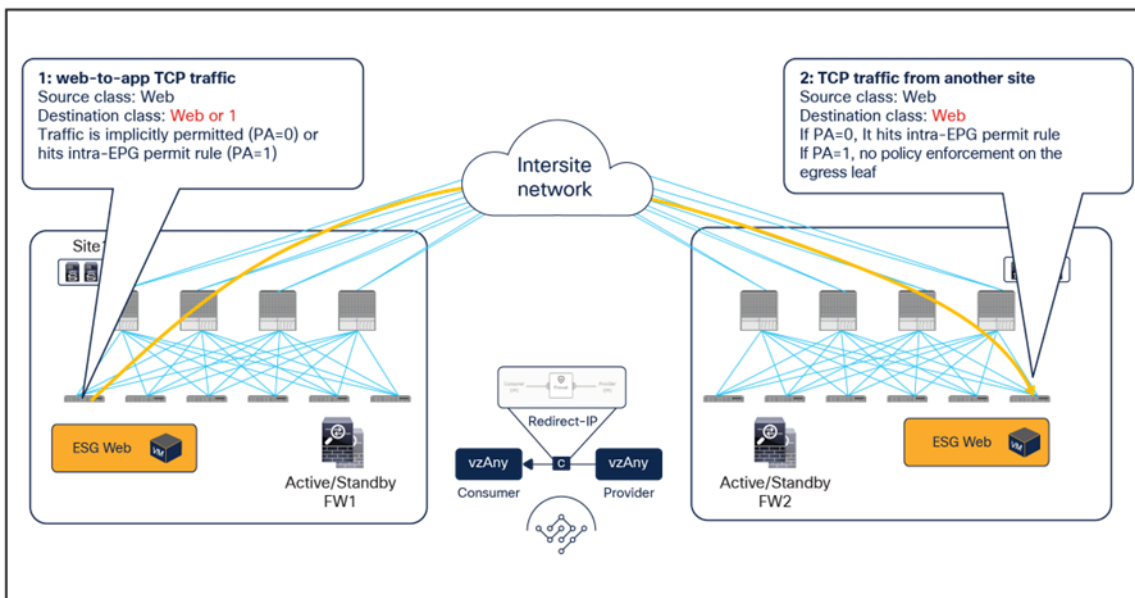 1: web-to-app TCP traffic
Source class: Web
Destination class: Web or 1
Traffic is implicitly permitted (PA=0) or
hits intra-EPG permit rule (PA=1)
2: TCP traffic from another site
Source class: Web
Destination class: Web
If PA=0, It hits intra-EPG permit rule
If PA=1, no policy enforcement on the
egress leaf
Intersite
network
Site1
Redirect-IP
ESG Web
VM
Active/Standby
FW1
vzAny
C
vzAny
Consumer
Provider
Active/Standby
FW2
ESG Web
VM